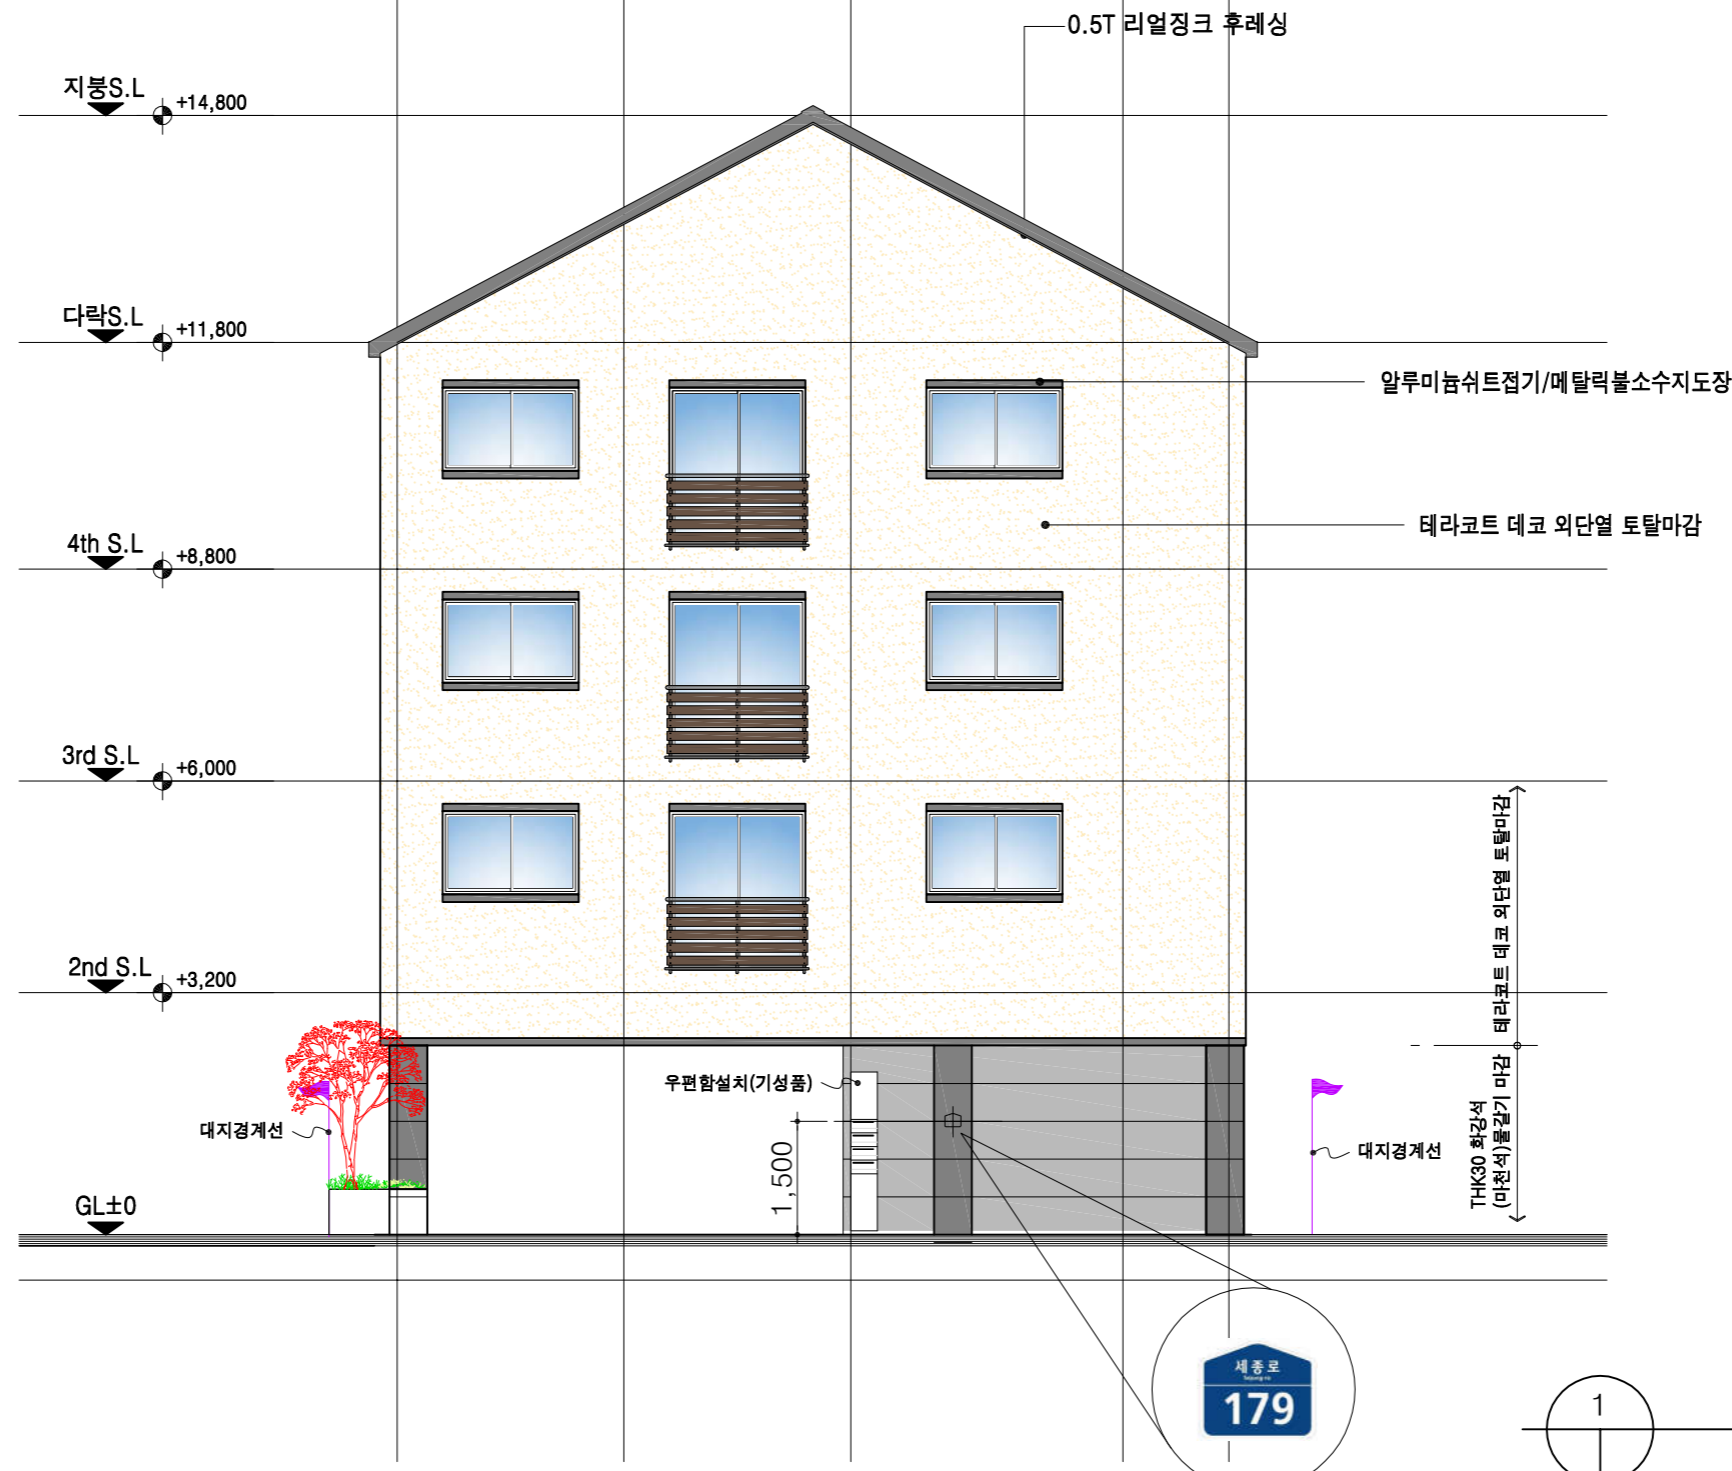 0.5T 리얼징크 후레싱
지붕S.L
+14,800
다락S.L
+11,800
알루미늄쉬트접기/메탈릭불소수지도장
테라코트 데코 외단열 토탈마감
4th S.L
+8,800
3rd S.L
+6,000
테라코트 데코 외단열 토탈마감
2nd S.L
+3,200
우편함설치(기성품)
대지경계선
1,500
대지경계선
THK30 화강석
(마천석)물갈기 마감
GL±0
세종로
Sejong-ro
179
1